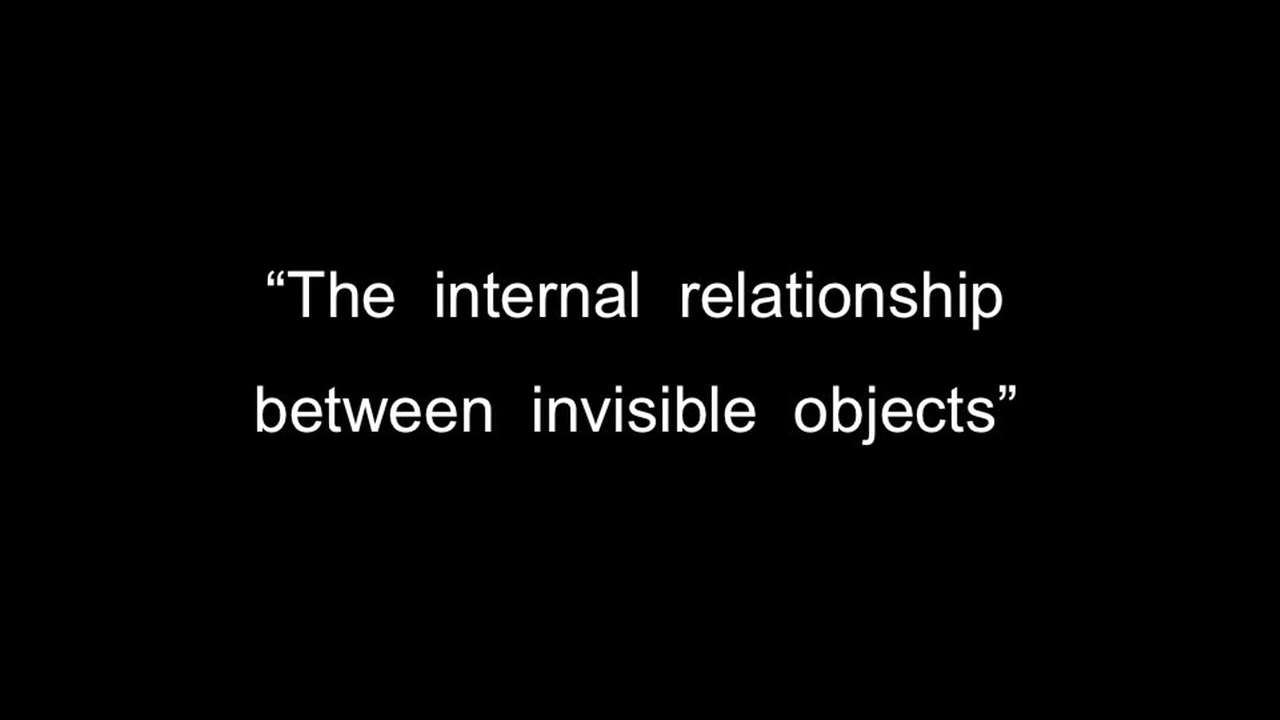 “The internal relationship
between invisible objects”